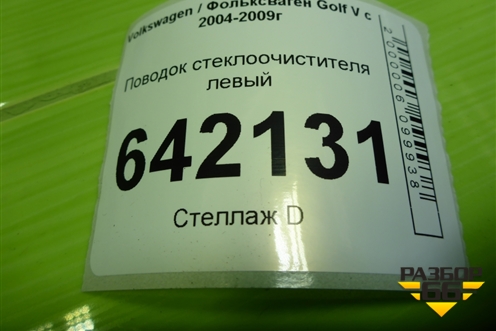 Volkswagen / Фольксваген Golf V с
2004-2009г
Поводок стеклоочистителя
левый
642131
Стеллаж D
2000006099938
РАЗБОР
66